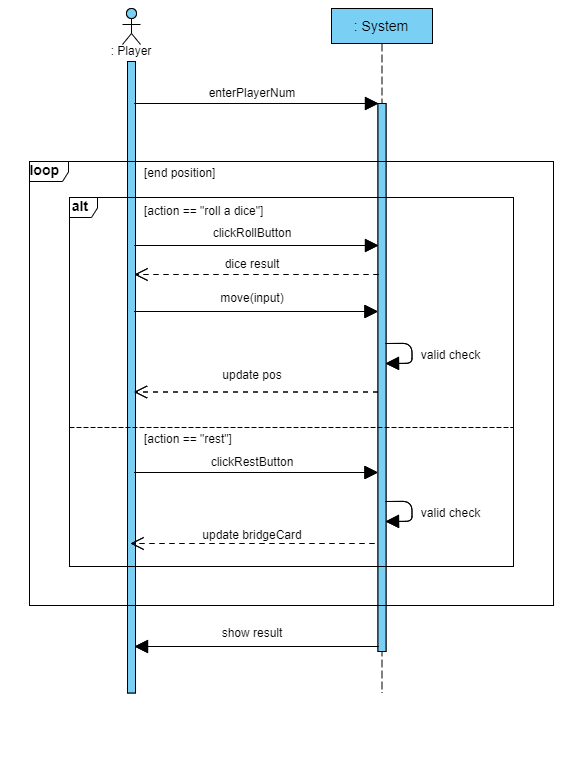 : Player
: System
enterPlayerNum
loop
[end position]
alt
[action == "roll a dice"]
clickRollButton
dice result
move(input)
valid check
update pos
[action == "rest"]
clickRestButton
valid check
update bridgeCard
show result